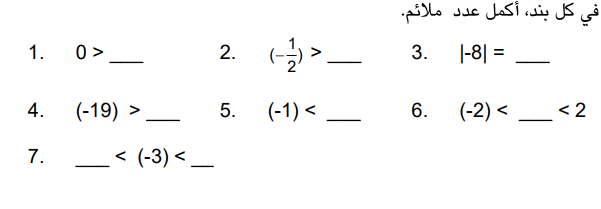 في كل بند، أكمل عدد ملائم.
1. 0 > ___ 2. (-1/2) > ___ 3. |-8| = ___
4. (-19) > ___ 5. (-1) < ___ 6. (-2) < ___ < 2
7. ___ < (-3) < __